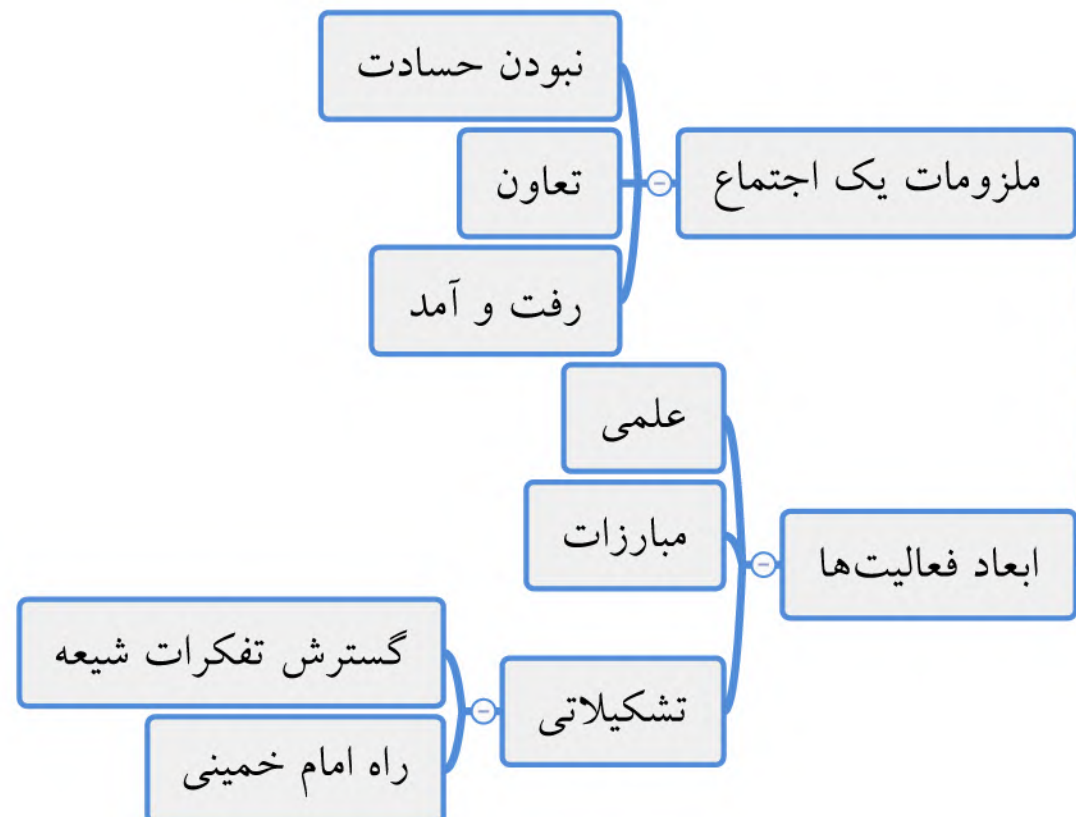 ملزومات یک اجتماع
نبودن حسادت
تعاون
رفت و آمد
ابعاد فعالیت‌ها
علمی
مبارزات
تشکیلاتی
گسترش تفکرات شیعه
راه امام خمینی